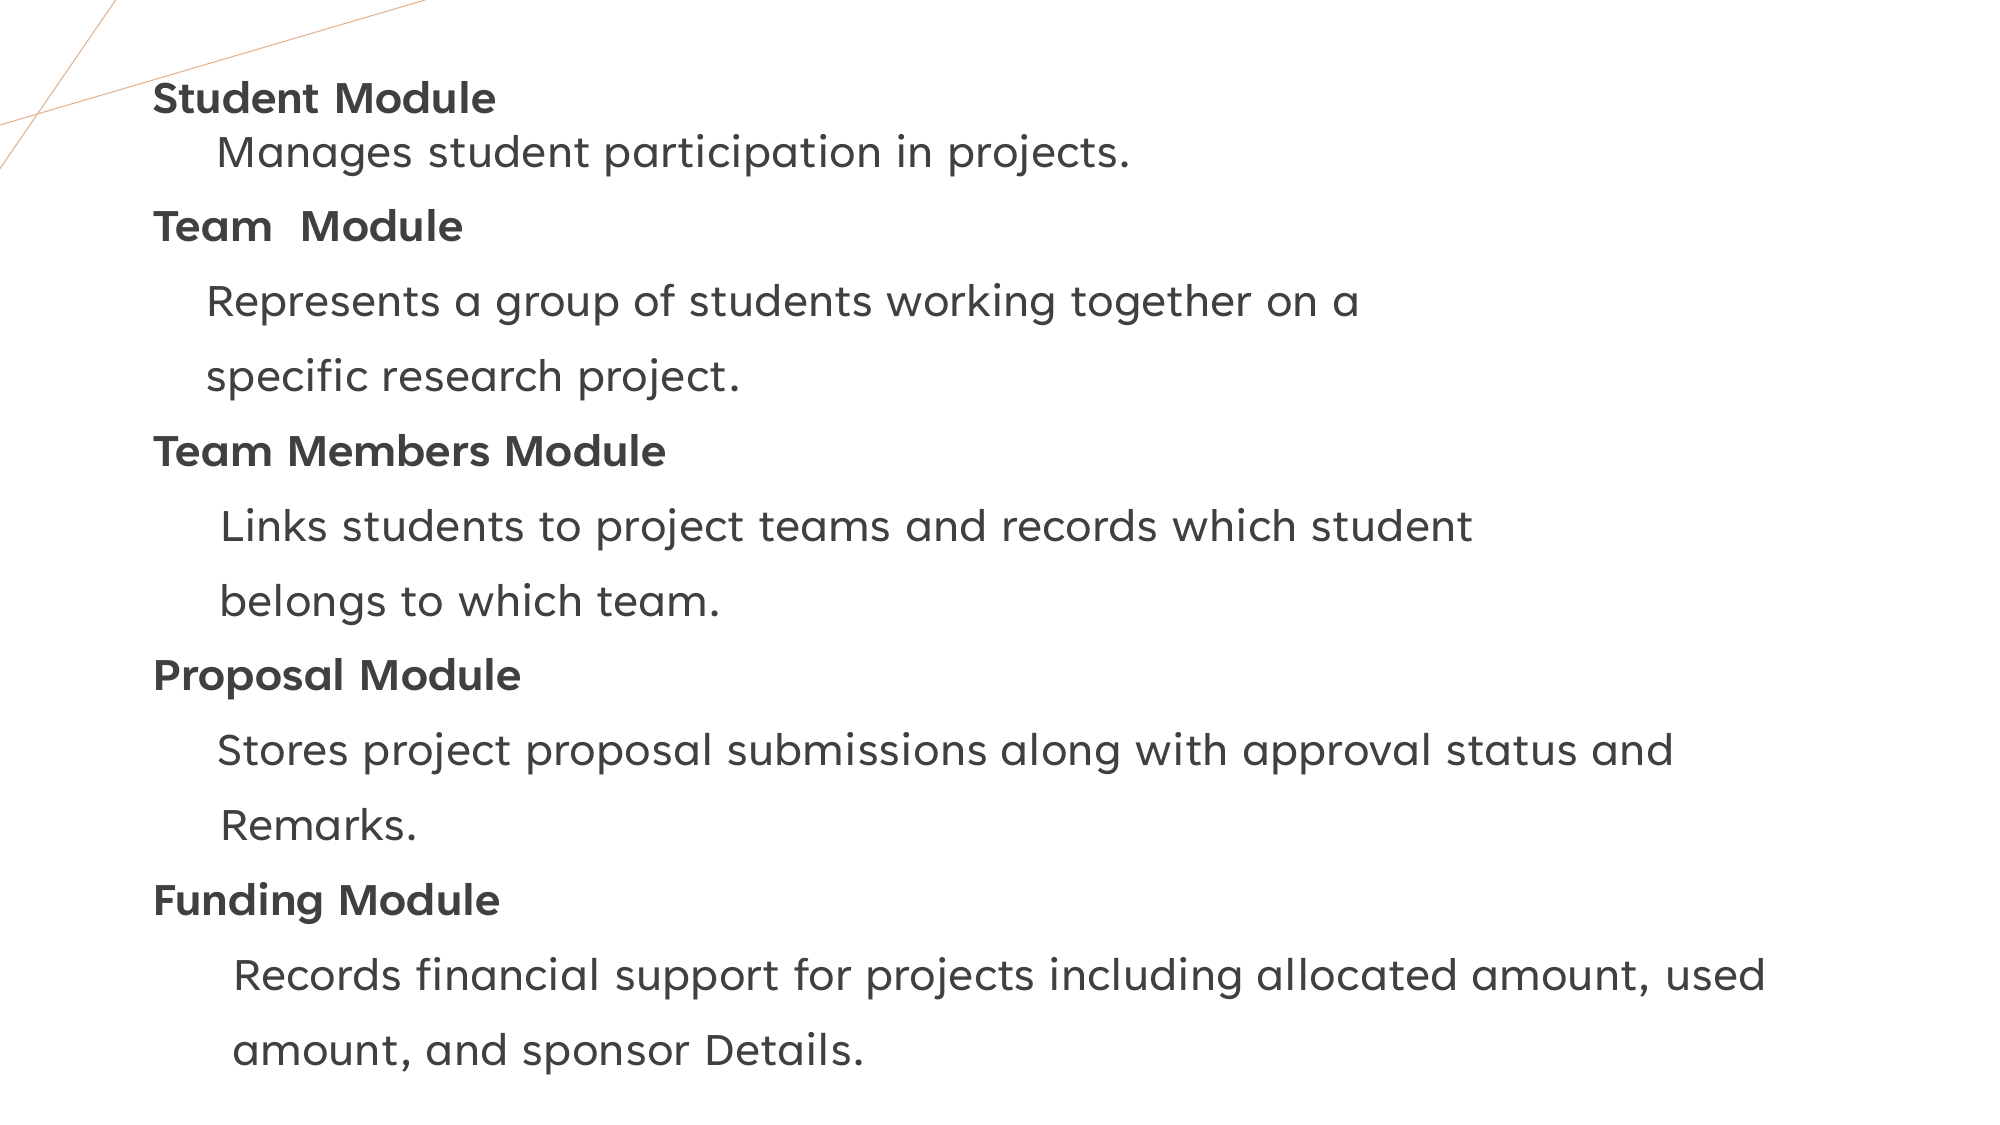 Student Module
Manages student participation in projects.
Team  Module
Represents a group of students working together on a
specific research project.
Team Members Module
Links students to project teams and records which student
belongs to which team.
Proposal Module
Stores project proposal submissions along with approval status and
Remarks.
Funding Module
Records financial support for projects including allocated amount, used
amount, and sponsor Details.